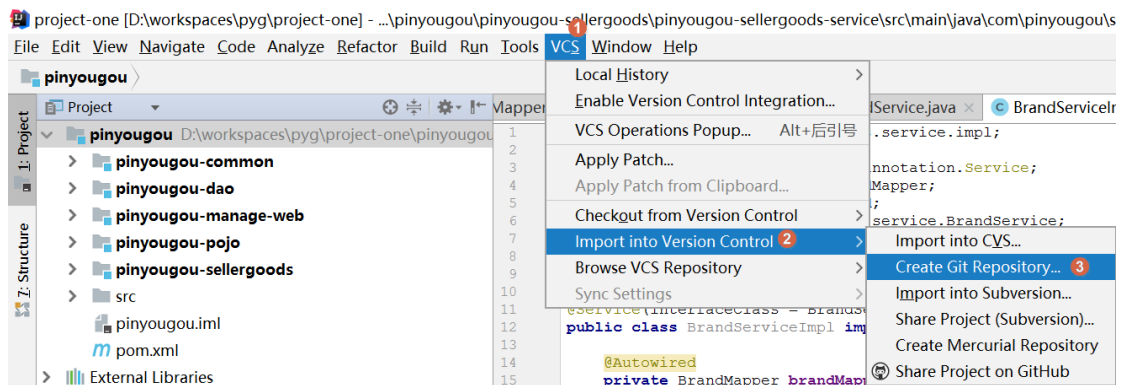 project-one [D:\workspaces\pyg\project-one] - ...\pinyougou\pinyougou-sellergoods\pinyougou-sellergoods-service\src\main\java\com\pinyougou\s
1
File Edit View Navigate Code Analyze Refactor Build Run Tools VCS Window Help
pinyougou
1: Project
Z: Structure
Project
pinyougou D:\workspaces\pyg\project-one\pinyougou
pinyougou-common
pinyougou-dao
pinyougou-manage-web
pinyougou-pojo
pinyougou-sellergoods
src
pinyougou.iml
pom.xml
External Libraries
Local History
Enable Version Control Integration...
VCS Operations Popup... Alt+后引号
Apply Patch...
Apply Patch from Clipboard...
Checkout from Version Control
Import into Version Control 2
Browse VCS Repository
Sync Settings
Import into CVS...
Create Git Repository... 3
Import into Subversion...
Share Project (Subversion)...
Create Mercurial Repository
Share Project on GitHub
Mapper
Service.java
BrandServiceIm
1 .service.impl;
2
3 nnotation.Service;
4 Mapper;
5 ;
6 service.BrandService;
7
8
9
10
11 @Service(interfaceClass = BrandSe
12 public class BrandServiceImpl imp
13
14 @Autowired
15 private BrandMapper brandMapp